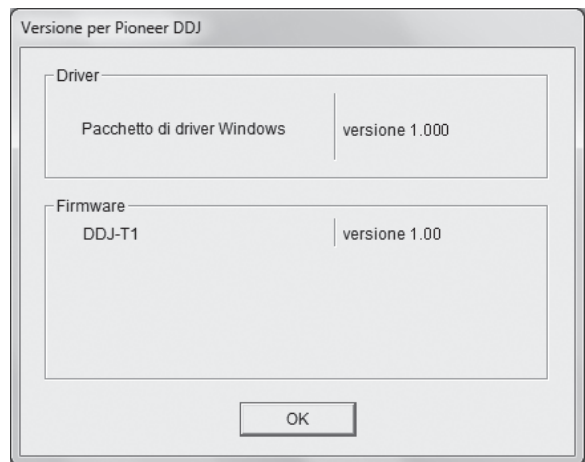 Versione per Pioneer DDJ
Driver
Pacchetto di driver Windows versione 1.000
Firmware
DDJ-T1 versione 1.00
OK